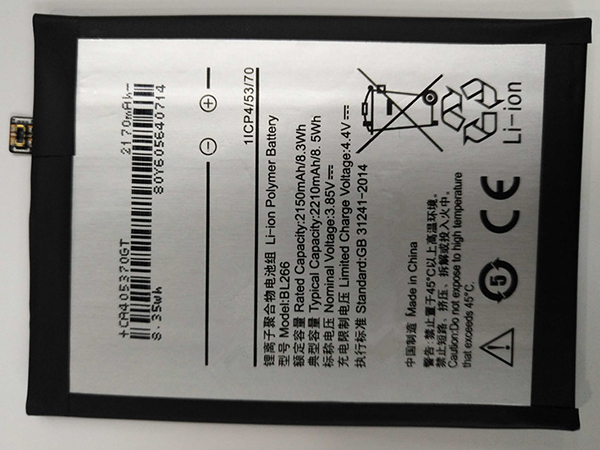 1ICP4/53/70
锂离子聚合物电池组 Li-ion Polymer Battery
型号 Model:BL266
额定容量 Rated Capacity:2150mAh/8.3Wh
典型容量 Typical Capacity:2210mAh/8.5Wh
标称电压 Nominal Voltage:3.85V
充电限制电压 Limited Charge Voltage:4.4V
执行标准 Standard:GB 31241-2014
中国制造 Made in China
警告:禁止置于45°C以上高温环境.
禁止短路、挤压、拆解或投入火中.
Caution:Do not expose to high temperature
that exceeds 45°C.
Li-ion
CE
5
+CA405370GT
2170mAh-
8.35Wh
80Y605640714